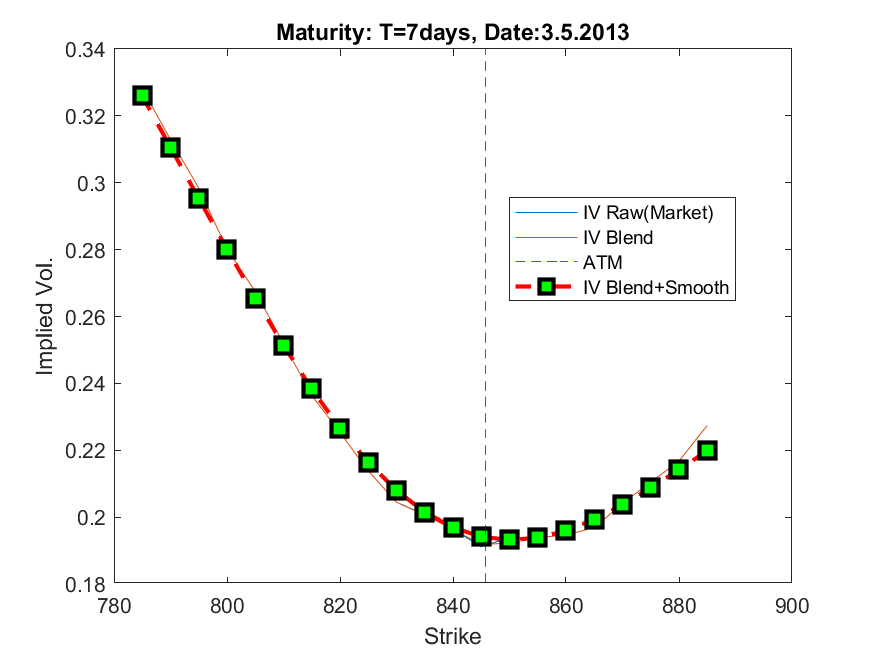 Maturity: T=7days, Date:3.5.2013
0.34
0.32
0.3
0.28
0.26
0.24
0.22
0.2
0.18
Implied Vol.
IV Raw(Market)
IV Blend
ATM
IV Blend+Smooth
780 800 820 840 860 880 900
Strike